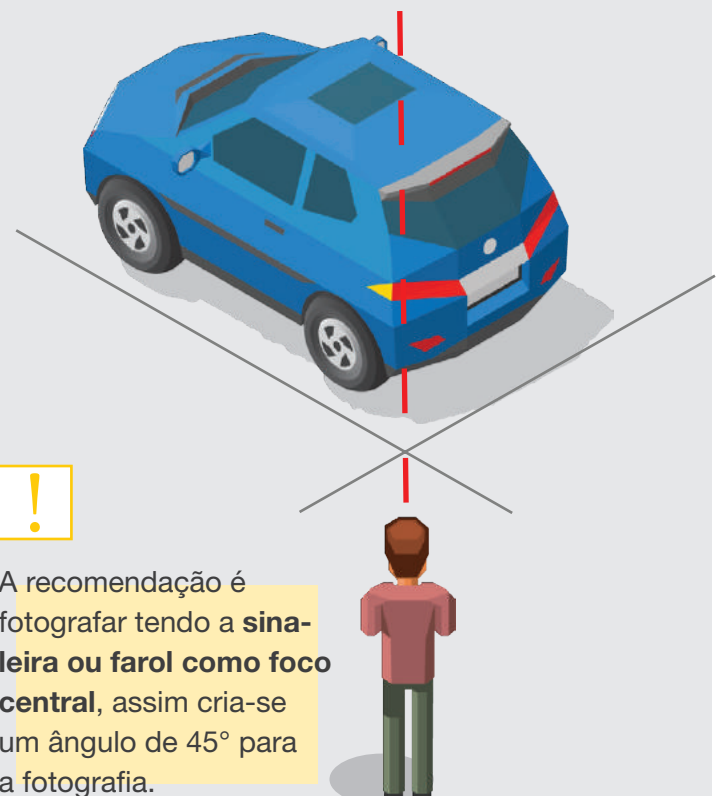 !
A recomendação é
fotografar tendo a sina-
leira ou farol como foco
central, assim cria-se
um ângulo de 45° para
a fotografia.